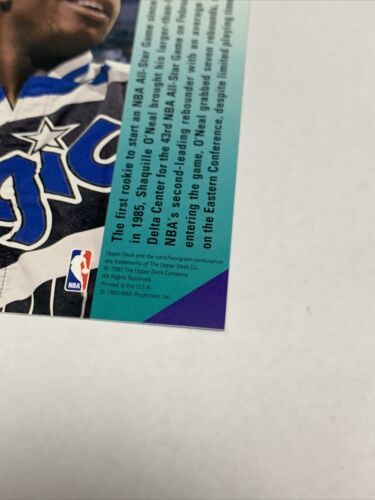 The first rookie to start an NBA All-Star Game since
in 1985, Shaquille O'Neal brought his larger-than-
Delta Center for the 43rd NBA All-Star Game on Febru
NBA's second-leading rebounder with an average
entering the game, O'Neal grabbed seven rebounds.
on the Eastern Conference, despite limited playing time
Upper Deck and the card/hologram combination
are trademarks of The Upper Deck Co.
© 1993 The Upper Deck Company
All Rights Reserved.
Printed in the U.S.A.
© 1993 NBA Properties, Inc.
NBA
agic